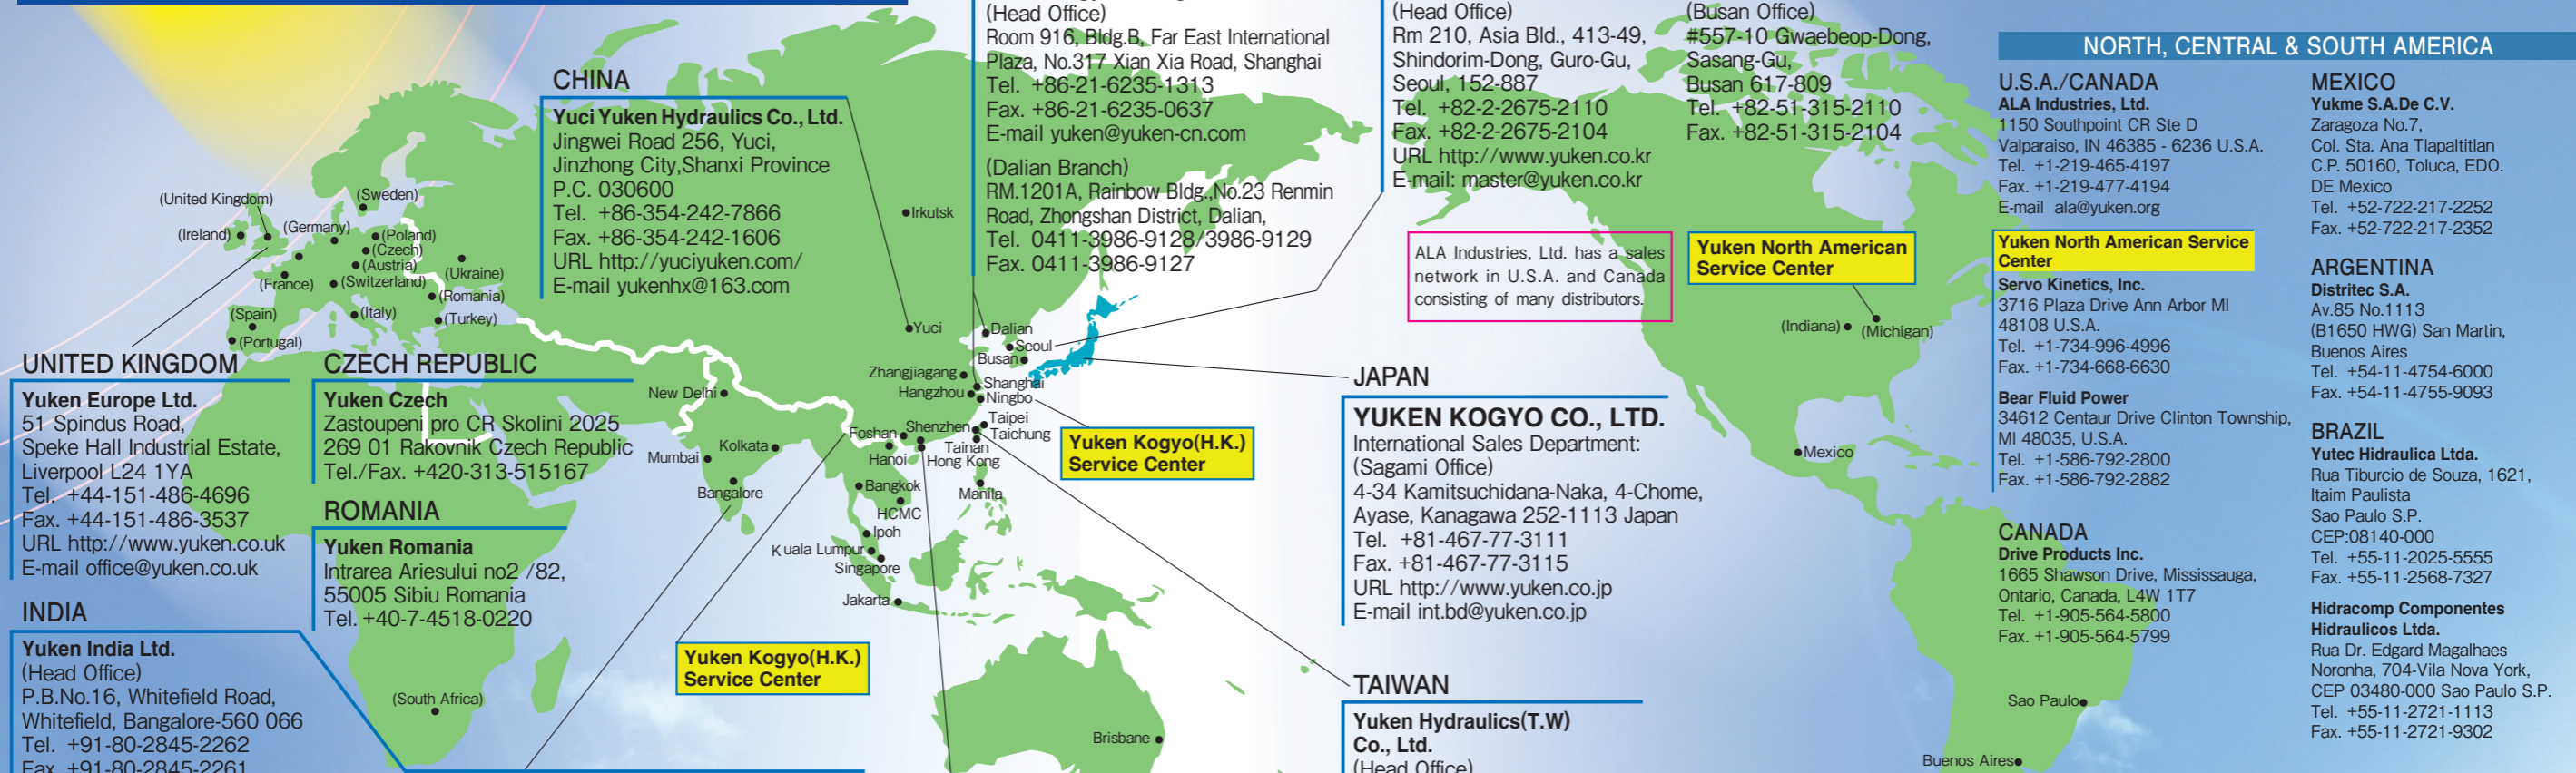 CHINA
Yuci Yuken Hydraulics Co., Ltd.
Jingwei Road 256, Yuci,
Jinzhong City,Shanxi Province
P.C. 030600
Tel. +86-354-242-7866
Fax. +86-354-242-1606
URL http://yuciyuken.com/
E-mail yukenhx@163.com
(Head Office)
Room 916, Bldg.B, Far East International
Plaza, No.317 Xian Xia Road, Shanghai
Tel. +86-21-6235-1313
Fax. +86-21-6235-0637
E-mail yuken@yuken-cn.com
(Dalian Branch)
RM.1201A, Rainbow Bldg.,No.23 Renmin
Road, Zhongshan District, Dalian,
Tel. 0411-3986-9128/3986-9129
Fax. 0411-3986-9127
(Head Office)
Rm 210, Asia Bld., 413-49,
Shindorim-Dong, Guro-Gu,
Seoul, 152-887
Tel. +82-2-2675-2110
Fax. +82-2-2675-2104
URL http://www.yuken.co.kr
E-mail: master@yuken.co.kr
(Busan Office)
#557-10 Gwaebeop-Dong,
Sasang-Gu,
Busan 617-809
Tel. +82-51-315-2110
Fax. +82-51-315-2104
ALA Industries, Ltd. has a sales
network in U.S.A. and Canada
consisting of many distributors.
Yuken North American
Service Center
(Indiana)
(Michigan)
Mexico
Sao Paulo
Buenos Aires
NORTH, CENTRAL & SOUTH AMERICA
U.S.A./CANADA
ALA Industries, Ltd.
1150 Southpoint CR Ste D
Valparaiso, IN 46385 - 6236 U.S.A.
Tel. +1-219-465-4197
Fax. +1-219-477-4194
E-mail ala@yuken.org
Yuken North American Service
Center
Servo Kinetics, Inc.
3716 Plaza Drive Ann Arbor MI
48108 U.S.A.
Tel. +1-734-996-4996
Fax. +1-734-668-6630
Bear Fluid Power
34612 Centaur Drive Clinton Township,
MI 48035, U.S.A.
Tel. +1-586-792-2800
Fax. +1-586-792-2882
CANADA
Drive Products Inc.
1665 Shawson Drive, Mississauga,
Ontario, Canada, L4W 1T7
Tel. +1-905-564-5800
Fax. +1-905-564-5799
MEXICO
Yukme S.A.De C.V.
Zaragoza No.7,
Col. Sta. Ana Tlapaltitlan
C.P. 50160, Toluca, EDO.
DE Mexico
Tel. +52-722-217-2252
Fax. +52-722-217-2352
ARGENTINA
Distritec S.A.
Av.85 No.1113
(B1650 HWG) San Martin,
Buenos Aires
Tel. +54-11-4754-6000
Fax. +54-11-4755-9093
BRAZIL
Yutec Hidraulica Ltda.
Rua Tiburcio de Souza, 1621,
Itaim Paulista
Sao Paulo S.P.
CEP:08140-000
Tel. +55-11-2025-5555
Fax. +55-11-2568-7327
Hidracomp Componentes
Hidraulicos Ltda.
Rua Dr. Edgard Magalhaes
Noronha, 704-Vila Nova York,
CEP 03480-000 Sao Paulo S.P.
Tel. +55-11-2721-1113
Fax. +55-11-2721-9302
(United Kingdom)
(Sweden)
(Ireland)
(Germany)
(Poland)
(Czech)
(Austria)
(Ukraine)
(France)
(Switzerland)
(Romania)
(Spain)
(Italy)
(Turkey)
(Portugal)
UNITED KINGDOM
Yuken Europe Ltd.
51 Spindus Road,
Speke Hall Industrial Estate,
Liverpool L24 1YA
Tel. +44-151-486-4696
Fax. +44-151-486-3537
URL http://www.yuken.co.uk
E-mail office@yuken.co.uk
CZECH REPUBLIC
Yuken Czech
Zastoupeni pro CR Skolini 2025
269 01 Rakovnik Czech Republic
Tel./Fax. +420-313-515167
ROMANIA
Yuken Romania
Intrarea Ariesului no2 /82,
55005 Sibiu Romania
Tel. +40-7-4518-0220
INDIA
Yuken India Ltd.
(Head Office)
P.B.No.16, Whitefield Road,
Whitefield, Bangalore-560 066
Tel. +91-80-2845-2262
Fax. +91-80-2845-2261
(South Africa)
Irkutsk
Yuci
Dalian
Seoul
Busan
Zhangjiagang
Shanghai
Hangzhou
Ningbo
New Delhi
Taipei
Foshan
Shenzhen
Taichung
Kolkata
Tainan
Mumbai
Hanoi
Hong Kong
Bangalore
Bangkok
Manila
HCMC
Ipoh
Kuala Lumpur
Singapore
Jakarta
Brisbane
Yuken Kogyo(H.K.)
Service Center
Yuken Kogyo(H.K.)
Service Center
JAPAN
YUKEN KOGYO CO., LTD.
International Sales Department:
(Sagami Office)
4-34 Kamitsuchidana-Naka, 4-Chome,
Ayase, Kanagawa 252-1113 Japan
Tel. +81-467-77-3111
Fax. +81-467-77-3115
URL http://www.yuken.co.jp
E-mail int.bd@yuken.co.jp
TAIWAN
Yuken Hydraulics(T.W)
Co., Ltd.
(Head Office)